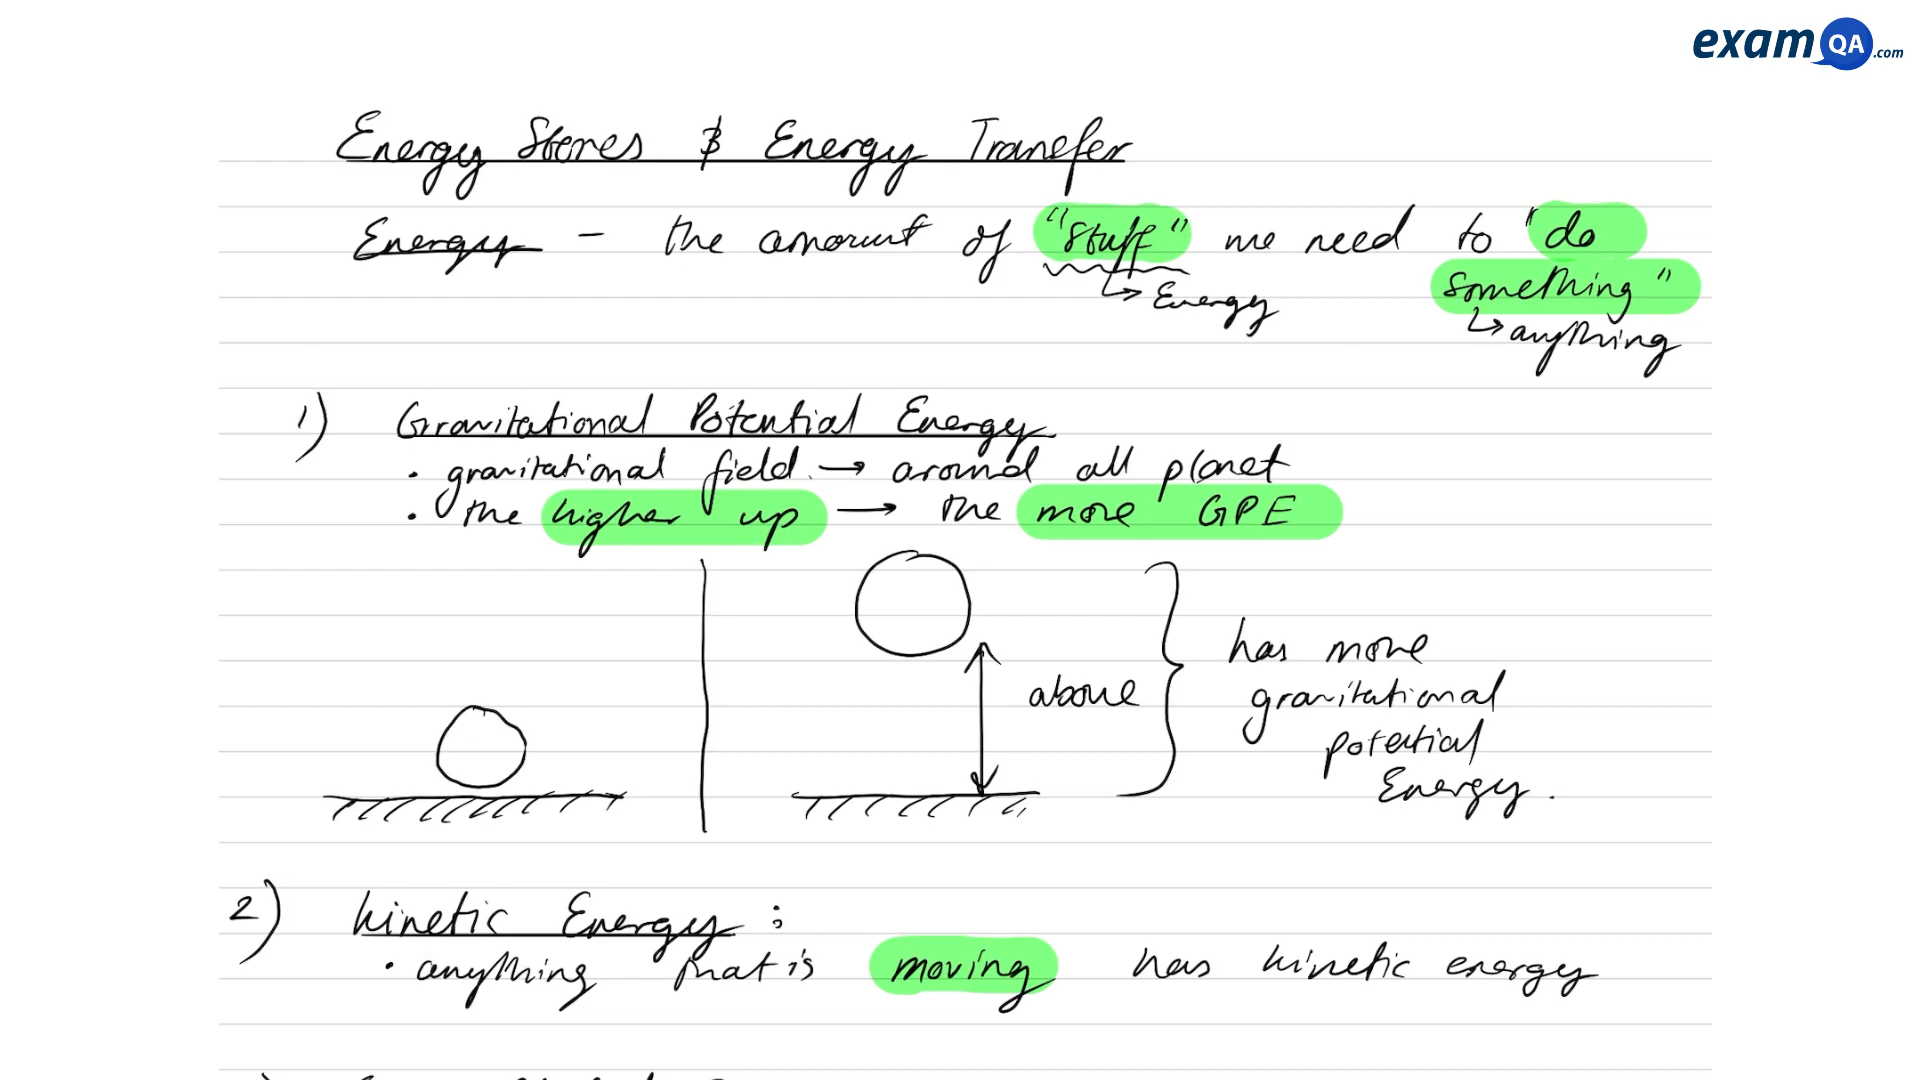 examQA.com
Energy Stores & Energy Transfer
Energy - the amount of "stuff" we need to "do
something"
↳ Energy
↳ anything
1) Gravitational Potential Energy
• gravitational field. → around all planet
• the higher up → the more GPE
above
has more
gravitational
potential
Energy.
2) Kinetic Energy :
• anything that is moving has kinetic energy